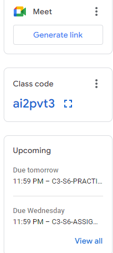 Meet
Generate link
Class code
ai2pvt3
Upcoming
Due tomorrow
11:59 PM – C3-S6-PRACTI...
Due Wednesday
11:59 PM – C3-S6-ASSIG...
View all